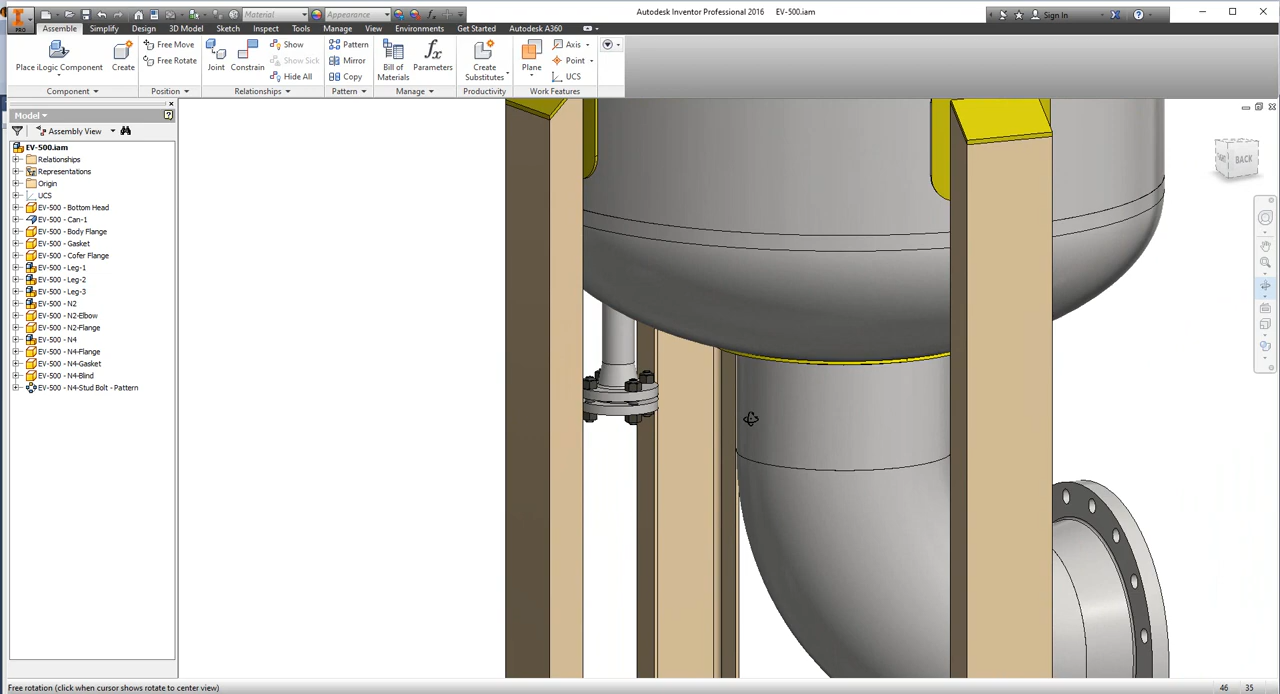 Material
Appearance
Autodesk Inventor Professional 2016 EV-500.iam
Sign In
PRO
Assemble Simplify Design 3D Model Sketch Inspect Tools Manage View Environments Get Started Autodesk A360
Place iLogic Component
Create
Free Move
Free Rotate
Joint
Constrain
Show
Show Sick
Hide All
Pattern
Mirror
Copy
Bill of Materials
Parameters
Create Substitutes
Plane
Axis
Point
UCS
Component
Position
Relationships
Pattern
Manage
Productivity
Work Features
Model
Assembly View
EV-500.iam
Relationships
Representations
Origin
UCS
EV-500 - Bottom Head
EV-500 - Can-1
EV-500 - Body Flange
EV-500 - Gasket
EV-500 - Cofer Flange
EV-500 - Leg-1
EV-500 - Leg-2
EV-500 - Leg-3
EV-500 - N2
EV-500 - N2-Elbow
EV-500 - N2-Flange
EV-500 - N4
EV-500 - N4-Flange
EV-500 - N4-Gasket
EV-500 - N4-Blind
EV-500 - N4-Stud Bolt - Pattern
BACK
Free rotation (click when cursor shows rotate to center view)
46 35